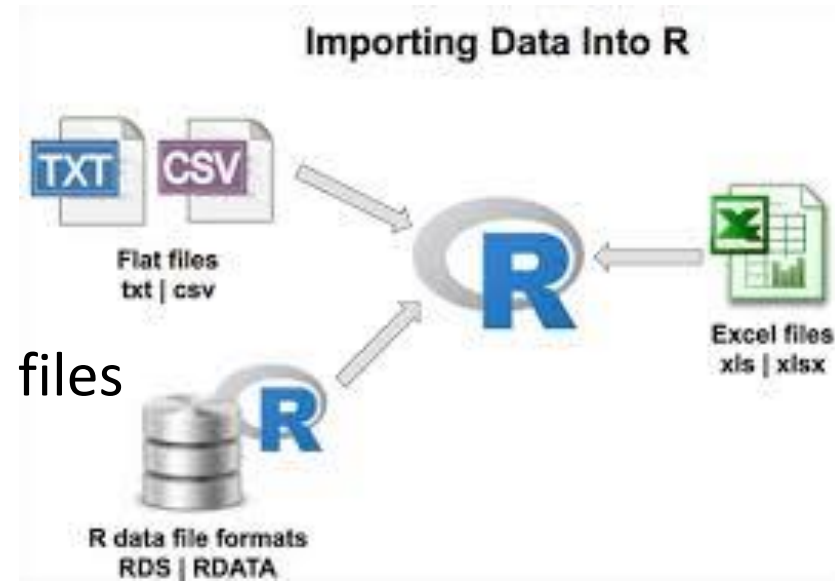 Importing Data Into R
TXT
CSV
Flat files
txt | csv
R
X
Excel files
xls | xlsx
files
R
R data file formats
RDS | RDATA